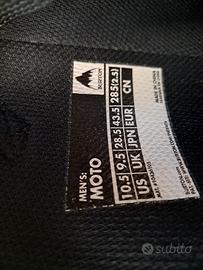 BURTON
MEN'S:
MOTO
10.5 9.5 28.5 43.5 285(2.5)
US UK JPN EUR CN
MADE IN CHINA
subito